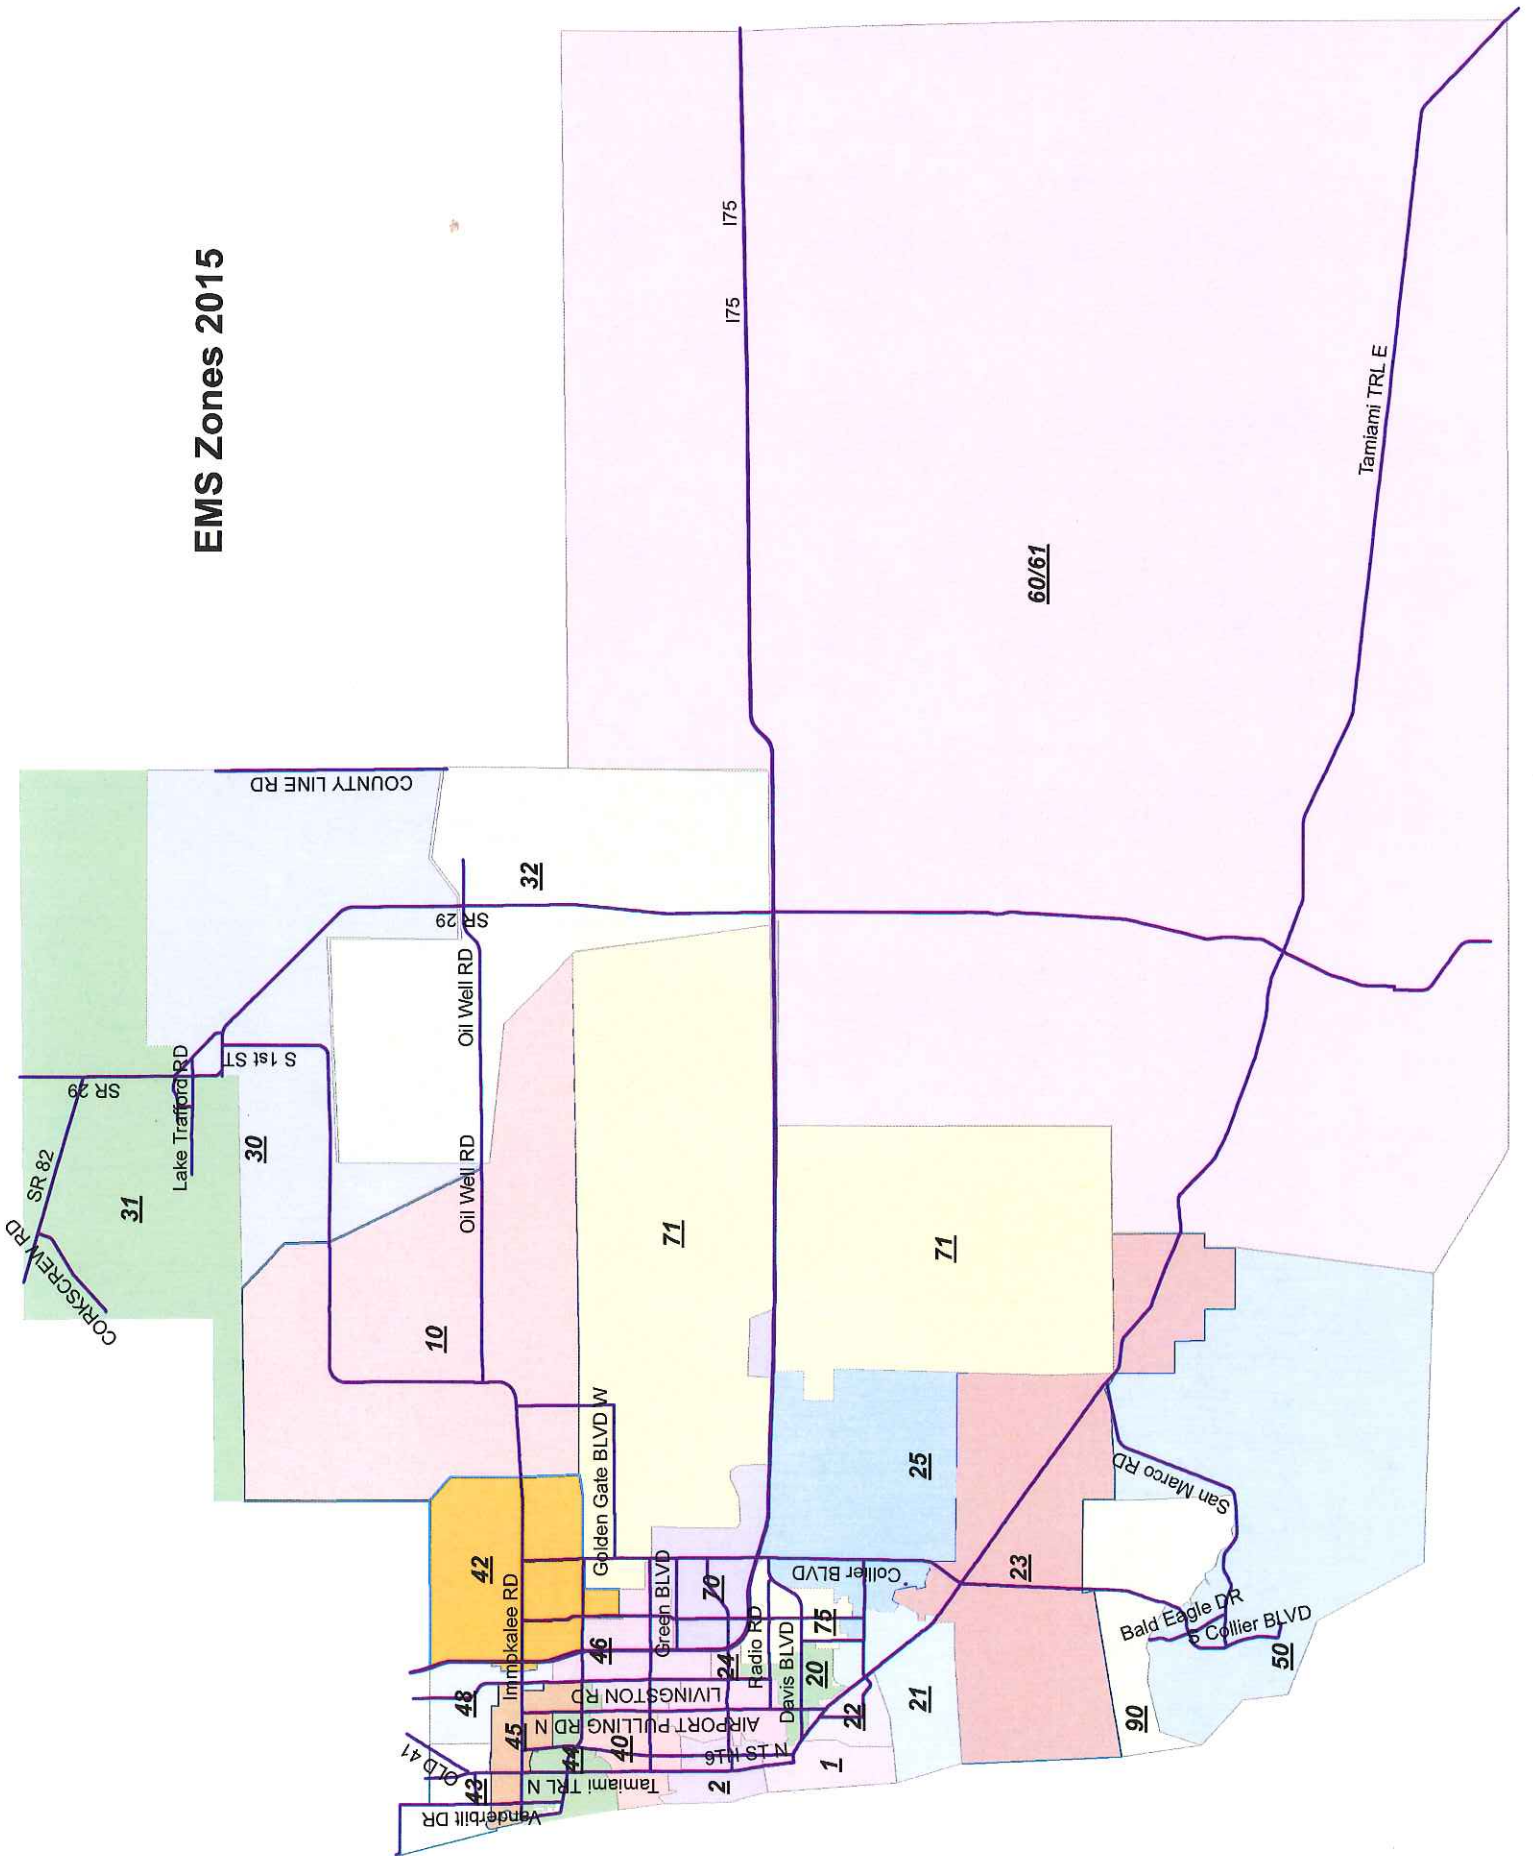 EMS Zones 2015
CORKSCREW RD
SR 82
SR 29
31
Lake Trafford RD
S 1st ST
30
COUNTY LINE RD
SR 29
32
Oil Well RD
Oil Well RD
10
I75
I75
71
71
60/61
Tamiami TRL E
Golden Gate BLVD W
42
Immokalee RD
46
Green BLVD
70
24
Radio RD
Davis BLVD
75
20
Collier BLVD
25
48
LIVINGSTON RD
45
AIRPORT PULLING RD N
OLD 41
43
44
40
Vanderbilt DR
Tamiami TRL N
2
1
22
21
23
San Marco RD
Bald Eagle DR
S Collier BLVD
50
90